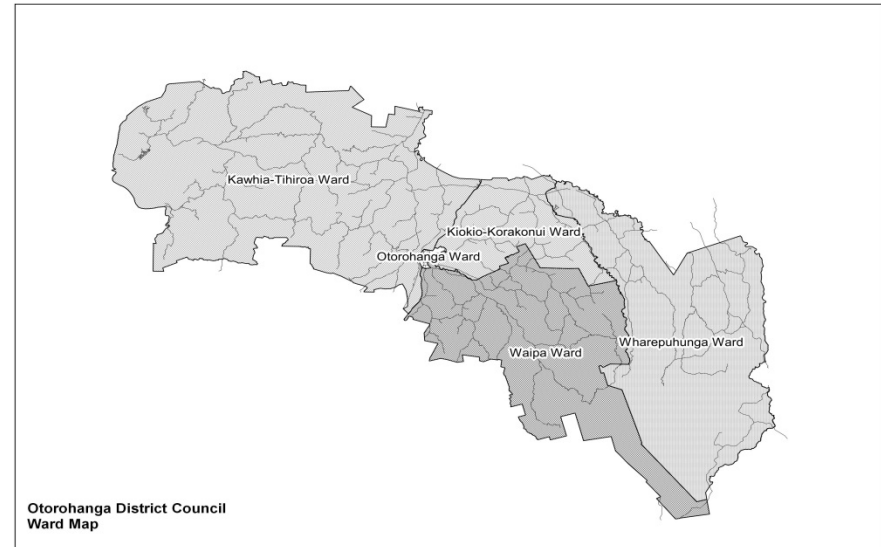 Kawhia-Tihiroa Ward
Kiokio-Korakonui Ward
Otorohanga Ward
Wharepuhunga Ward
Waipa Ward
Otorohanga District Council
Ward Map